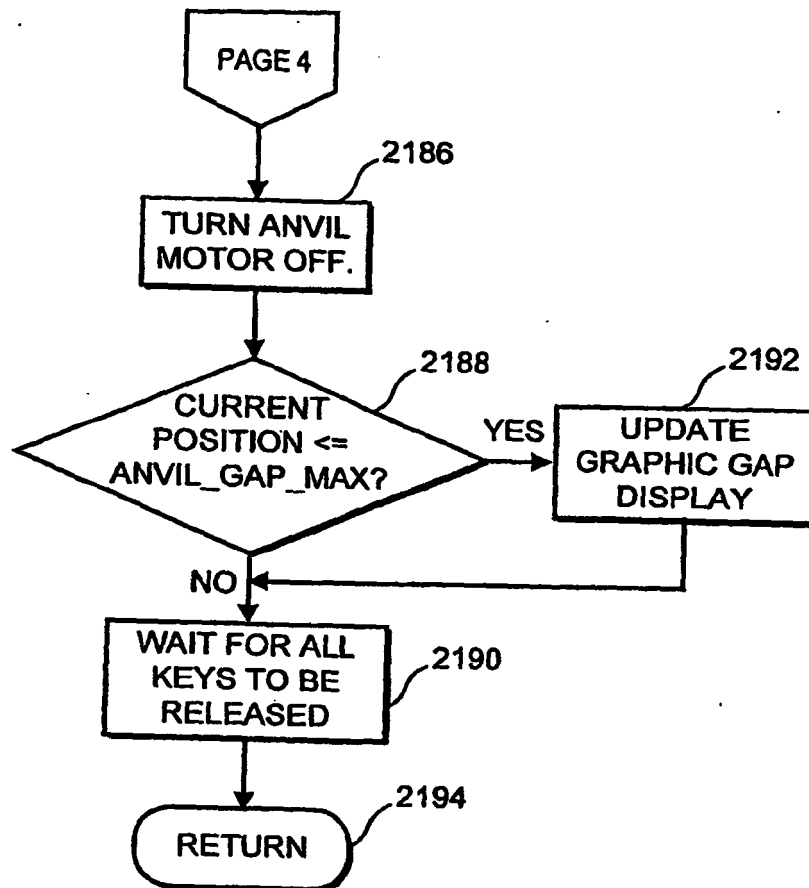 PAGE 4
2186
TURN ANVIL
MOTOR OFF.
2188
CURRENT
POSITION <=
ANVIL_GAP_MAX?
YES
2192
UPDATE
GRAPHIC GAP
DISPLAY
NO
WAIT FOR ALL
KEYS TO BE
RELEASED
2190
RETURN
2194